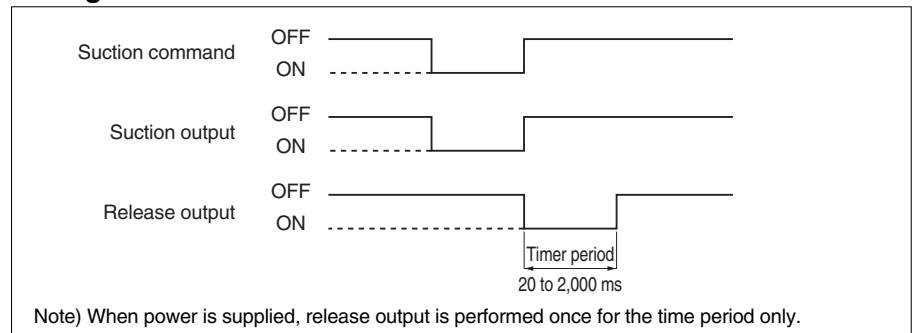 Suction command
OFF
ON
Suction output
OFF
ON
Release output
OFF
ON
Timer period
20 to 2,000 ms
Note) When power is supplied, release output is performed once for the time period only.